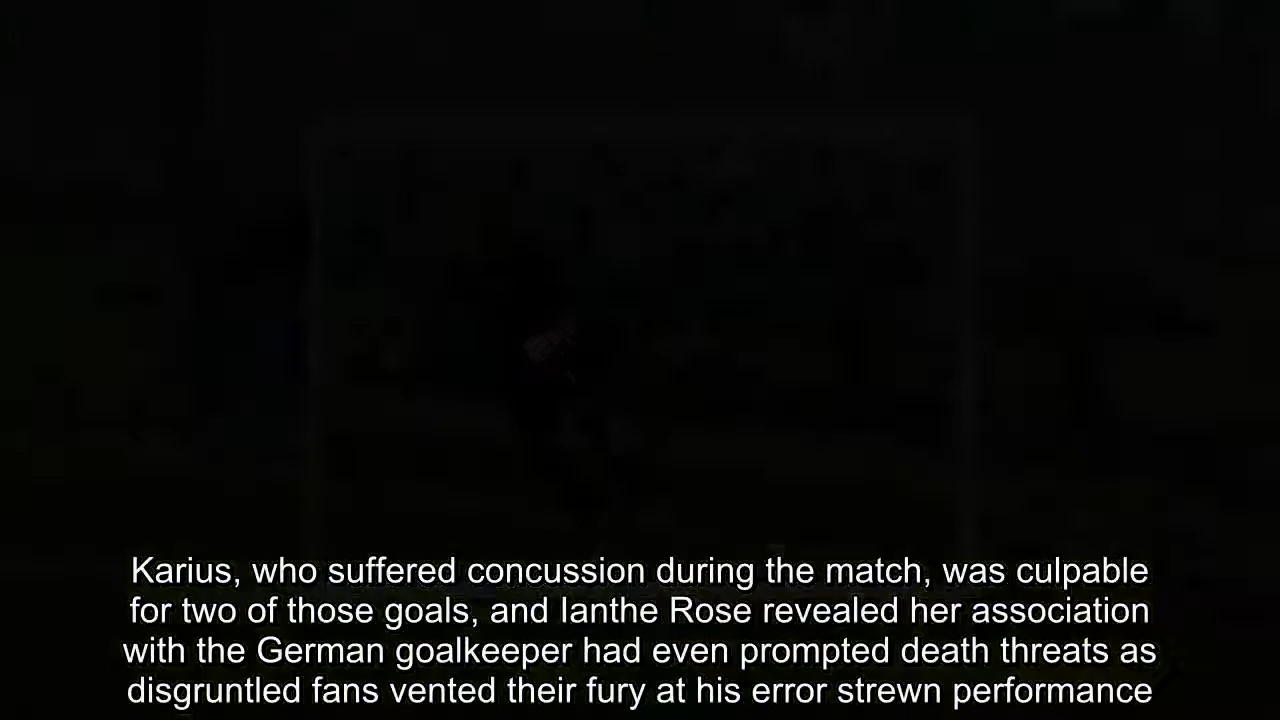 Karius, who suffered concussion during the match, was culpable
for two of those goals, and Ianthe Rose revealed her association
with the German goalkeeper had even prompted death threats as
disgruntled fans vented their fury at his error strewn performance